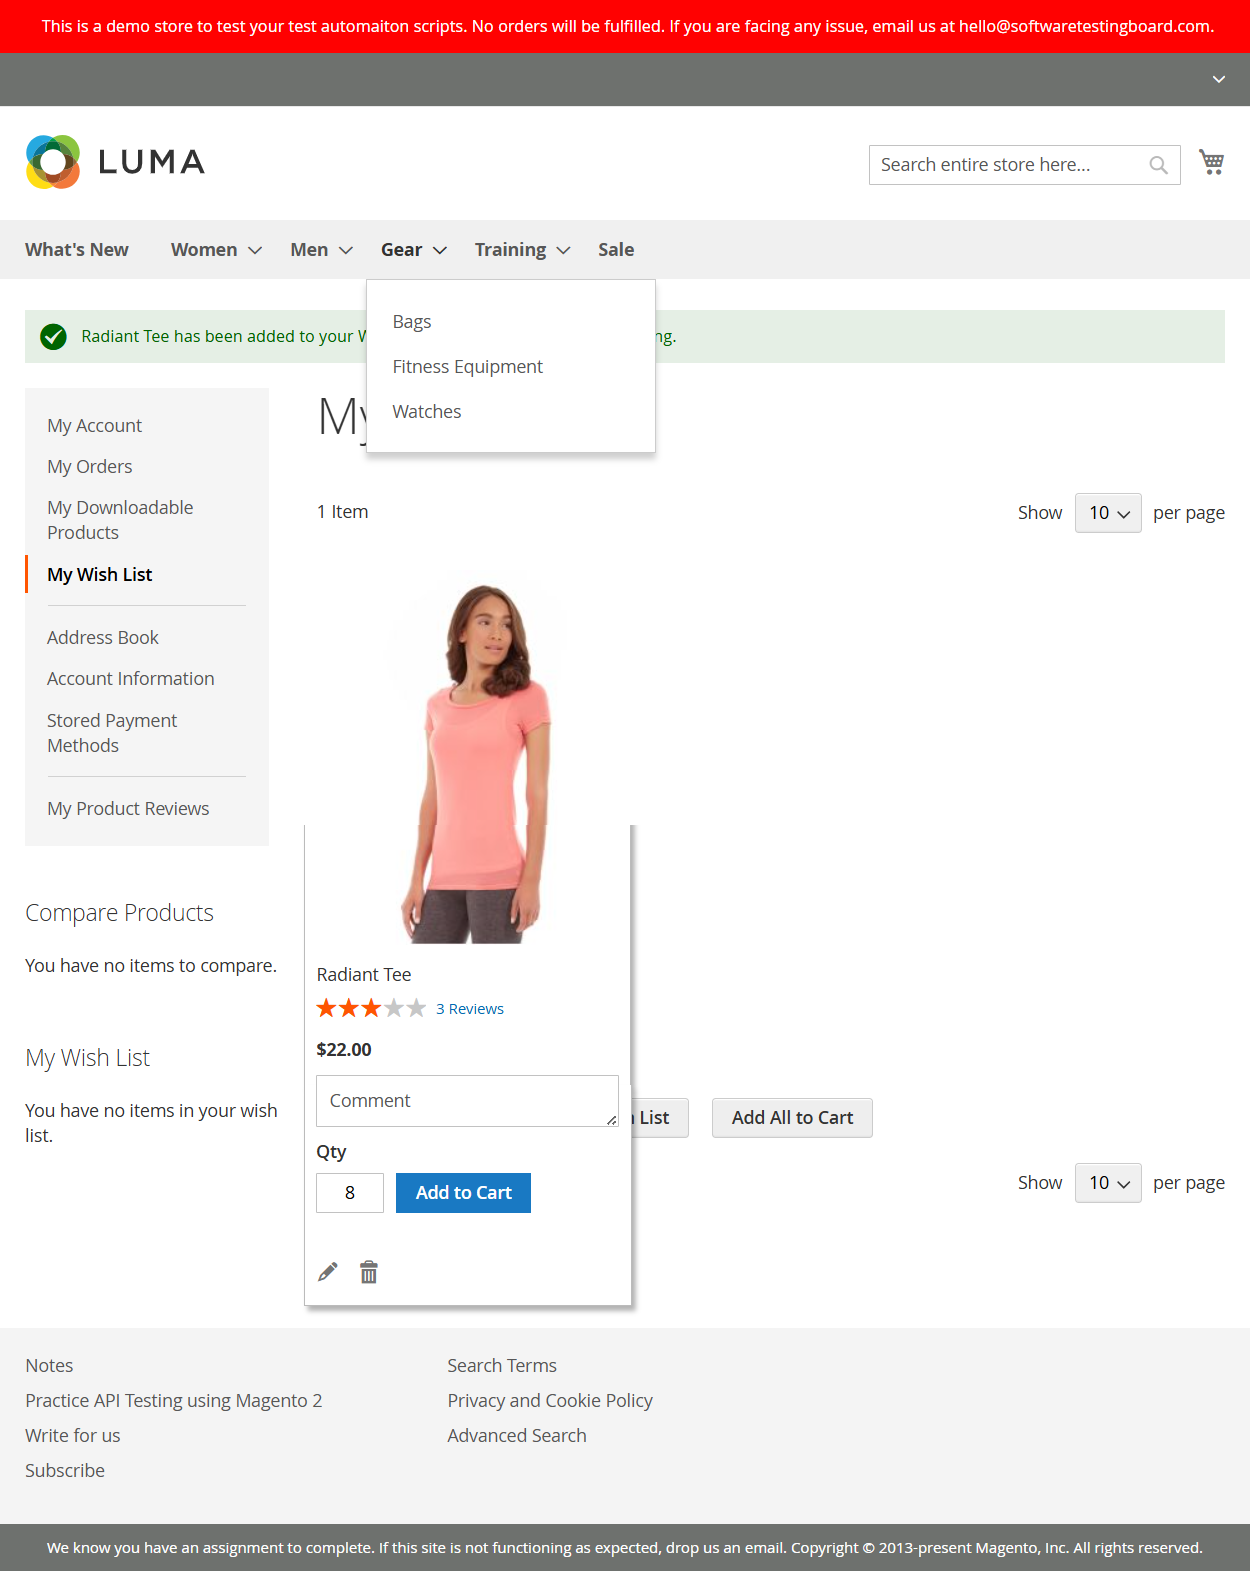 This is a demo store to test your test automaiton scripts. No orders will be fulfilled. If you are facing any issue, email us at hello@softwaretestingboard.com.
LUMA
Search entire store here...
What's New Women Men Gear Training Sale
Bags
Fitness Equipment
Watches
Radiant Tee has been added to your W
ng.
My Account
My Orders
My Downloadable
Products
My Wish List
Address Book
Account Information
Stored Payment
Methods
My Product Reviews
Compare Products
You have no items to compare.
My Wish List
You have no items in your wish
list.
My
1 Item
Show 10 per page
Radiant Tee
3 Reviews
$22.00
Comment
Qty
8 Add to Cart
List Add All to Cart
Show 10 per page
Notes
Practice API Testing using Magento 2
Write for us
Subscribe
Search Terms
Privacy and Cookie Policy
Advanced Search
We know you have an assignment to complete. If this site is not functioning as expected, drop us an email. Copyright © 2013-present Magento, Inc. All rights reserved.